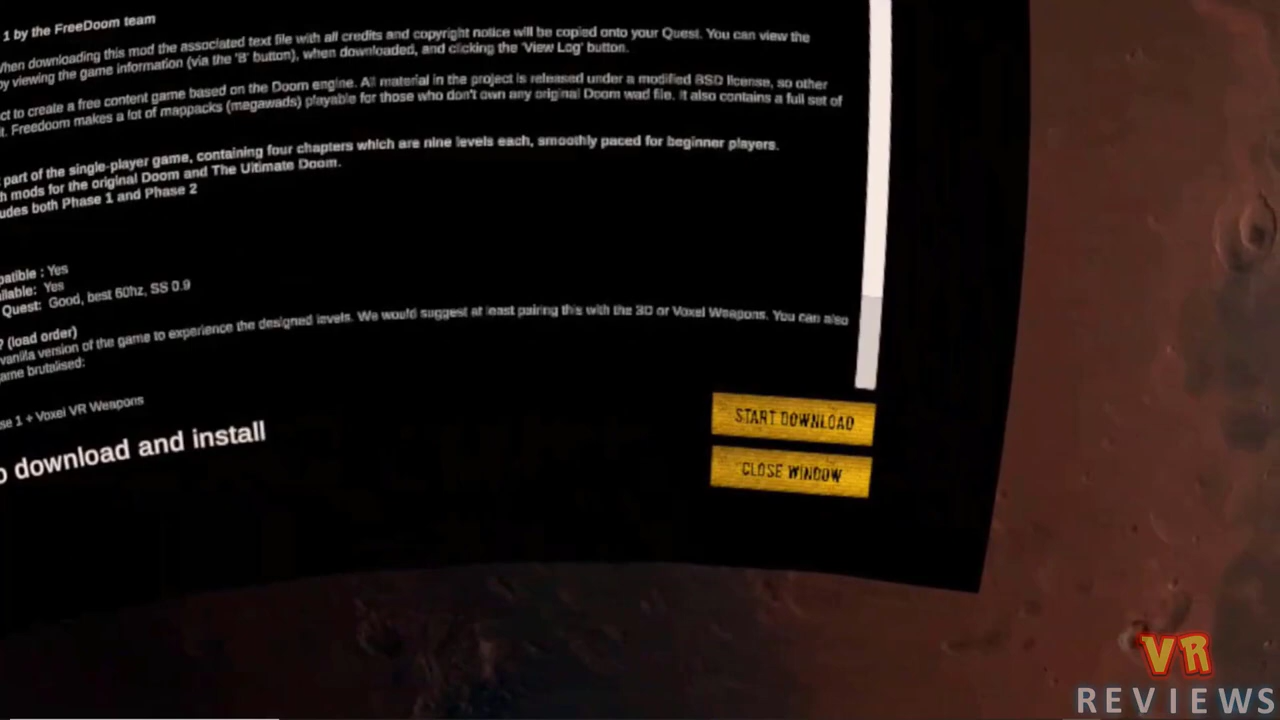 1 by the FreeDoom team
When downloading this mod the associated text file with all credits and copyright notice will be copied onto your Quest. You can view the
by viewing the game information (via the 'B' button), when downloaded, and clicking the 'View Log' button.
ct to create a free content game based on the Doom engine. All material in the project is released under a modified BSD license, so other
t. Freedoom makes a lot of mappacks (megawads) playable for those who don't own any original Doom wad file. It also contains a full set of
part of the single-player game, containing four chapters which are nine levels each, smoothly paced for beginner players.
h mods for the original Doom and The Ultimate Doom.
udes both Phase 1 and Phase 2
patible : Yes
ilable: Yes
Quest: Good, best 60hz, SS 0.9
? (load order)
vanilla version of the game to experience the designed levels. We would suggest at least pairing this with the 3D or Voxel Weapons. You can also
ame brutalised:
se 1 + Voxel VR Weapons
o download and install
START DOWNLOAD
CLOSE WINDOW
VR
REVIEWS